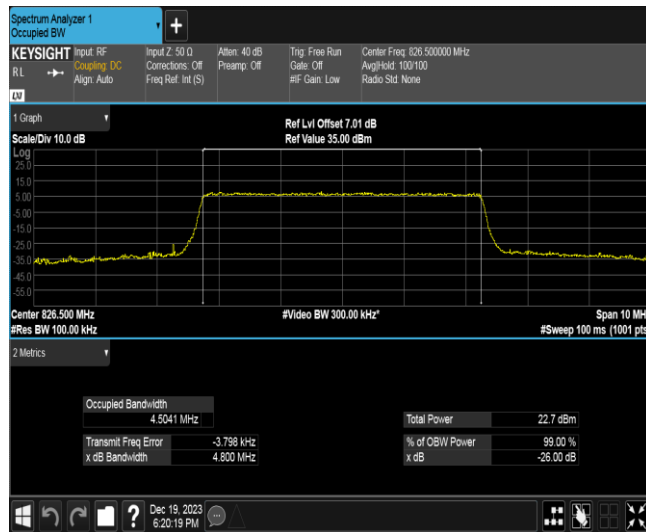 Spectrum Analyzer 1
Occupied BW
+
KEYSIGHT
RL
LXI
Input: RF
Coupling: DC
Align: Auto
Input Z: 50 Ω
Corrections: Off
Freq Ref: Int (S)
Atten: 40 dB
Preamp: Off
Trig: Free Run
Gate: Off
#IF Gain: Low
Center Freq: 826.500000 MHz
Avg|Hold: 100/100
Radio Std: None
1 Graph
Scale/Div 10.0 dB
Ref Lvl Offset 7.01 dB
Ref Value 35.00 dBm
Log
25.0
15.0
5.00
-5.00
-15.0
-25.0
-35.0
-45.0
-55.0
Center 826.500 MHz
#Video BW 300.00 kHz*
Span 10 MH
#Res BW 100.00 kHz
#Sweep 100 ms (1001 pts
2 Metrics
Occupied Bandwidth
4.5041 MHz
Total Power 22.7 dBm
Transmit Freq Error -3.798 kHz
% of OBW Power 99.00 %
x dB Bandwidth 4.800 MHz
x dB -26.00 dB
?
Dec 19, 2023
6:20:19 PM